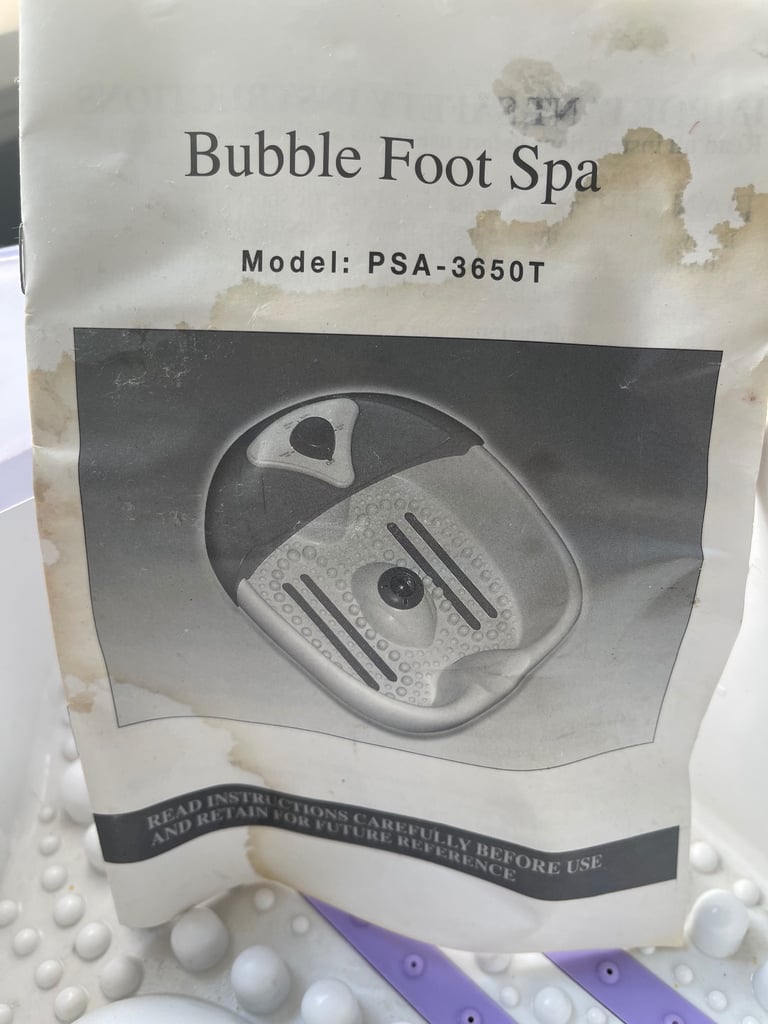 Bubble Foot Spa
Model: PSA-3650T
READ INSTRUCTIONS CAREFULLY BEFORE USE
AND RETAIN FOR FUTURE REFERENCE